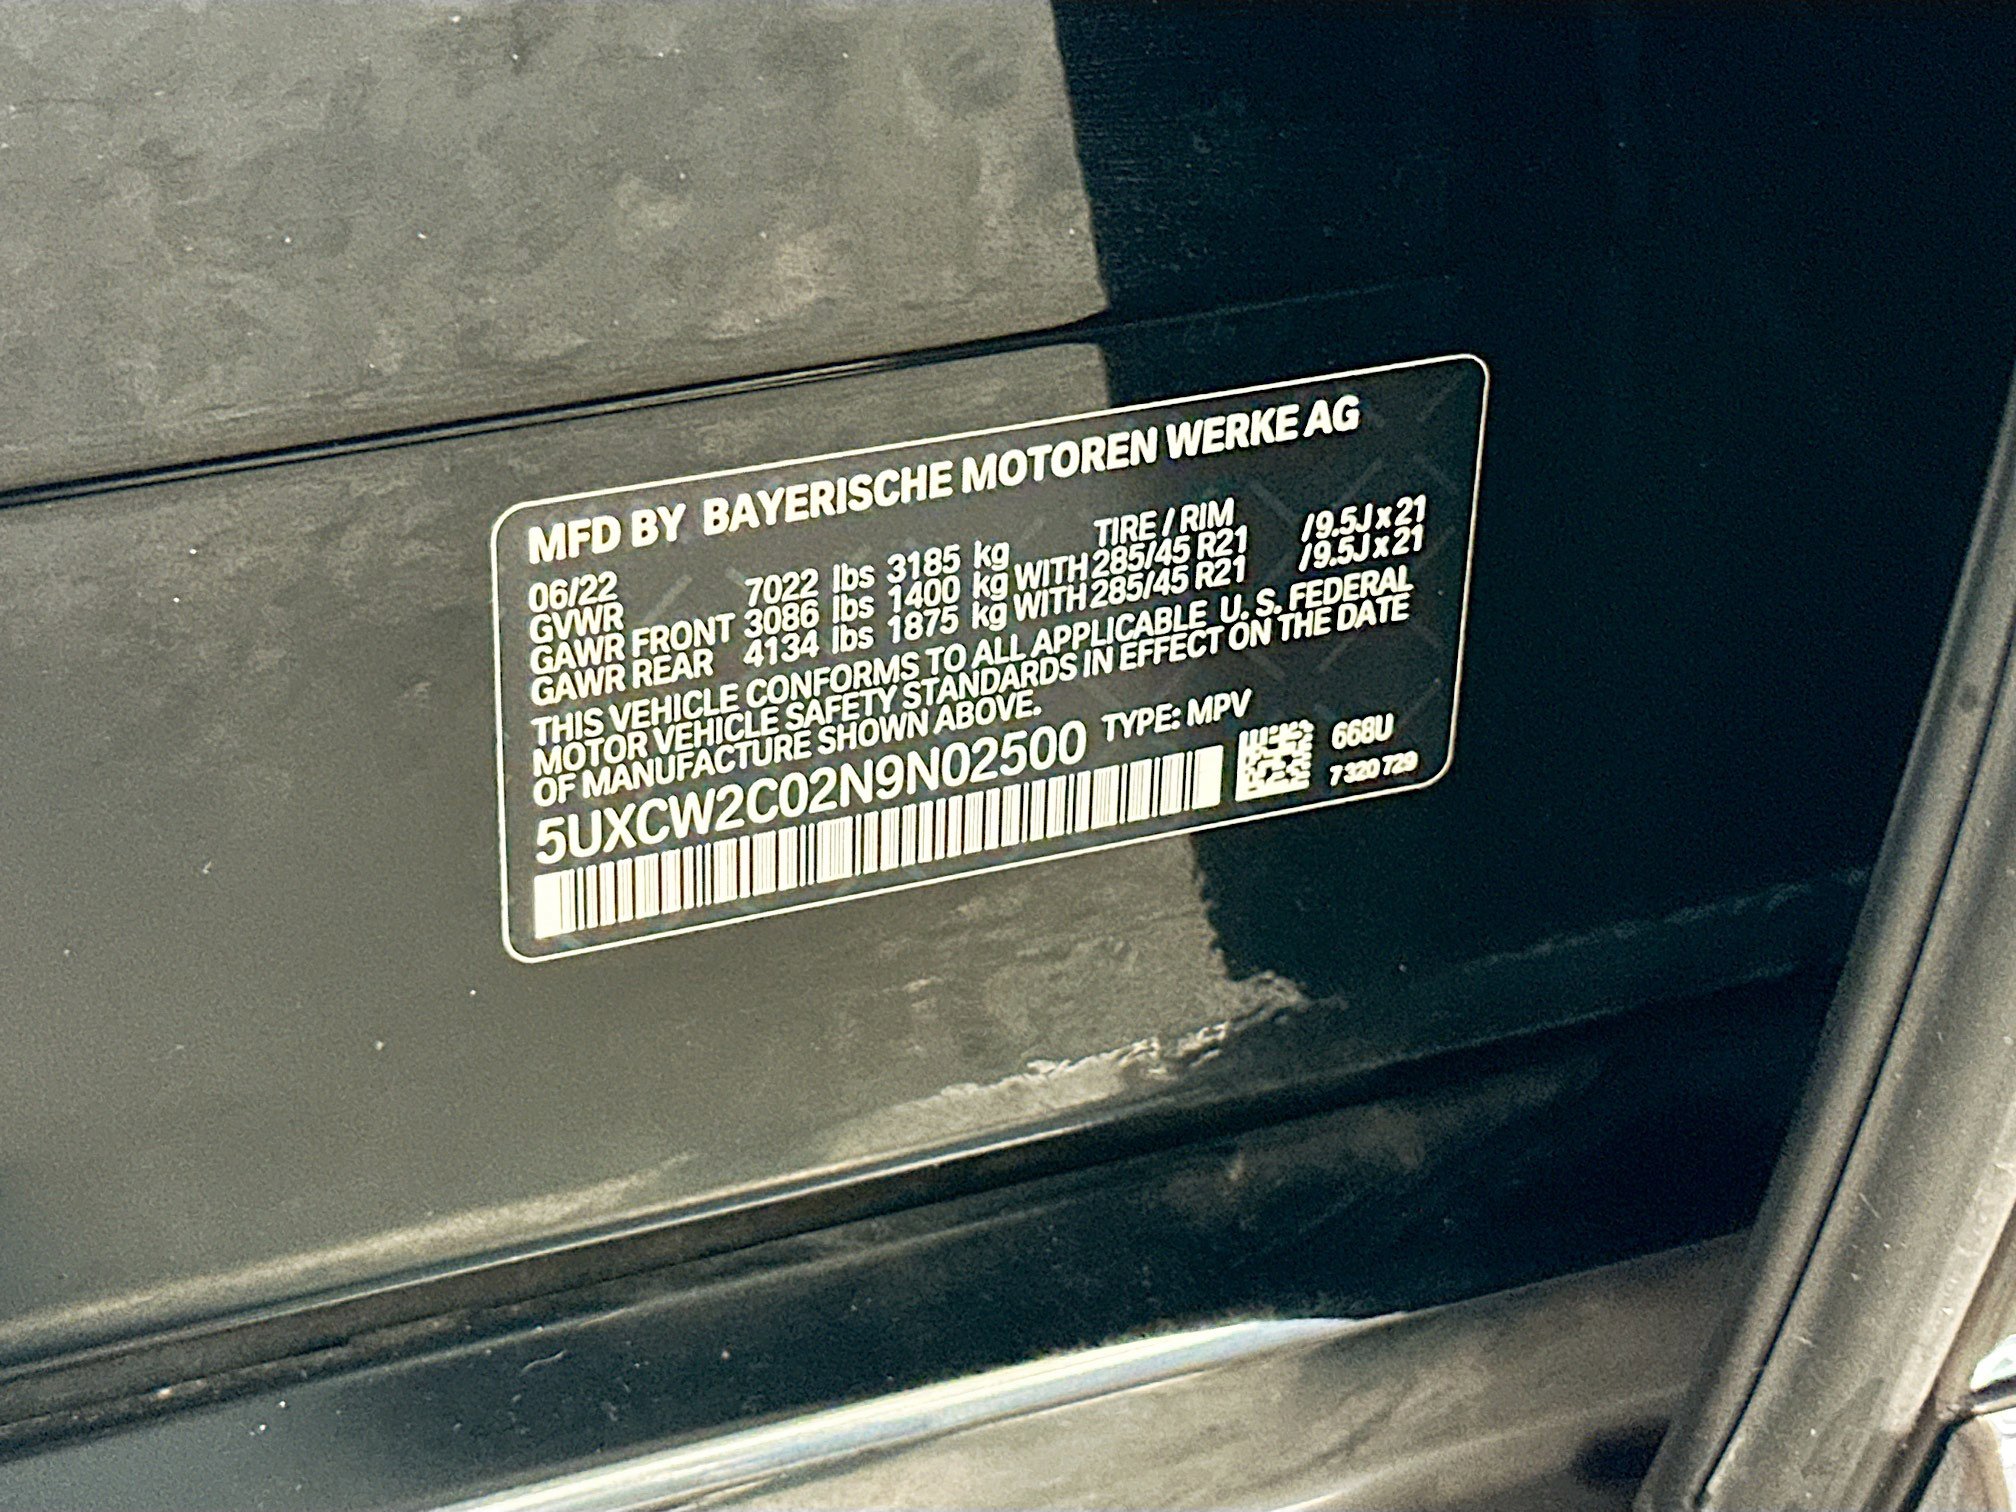 MFD BY BAYERISCHE MOTOREN WERKE AG
06/22 TIRE / RIM
GVWR 7022 lbs 3185 kg
GAWR FRONT 3086 lbs 1400 kg WITH 285/45 R21 /9.5J x 21
GAWR REAR 4134 lbs 1875 kg WITH 285/45 R21 /9.5J x 21
THIS VEHICLE CONFORMS TO ALL APPLICABLE U. S. FEDERAL
MOTOR VEHICLE SAFETY STANDARDS IN EFFECT ON THE DATE
OF MANUFACTURE SHOWN ABOVE.
5UXCW2C02N9N02500 TYPE: MPV
668U
7 320 729